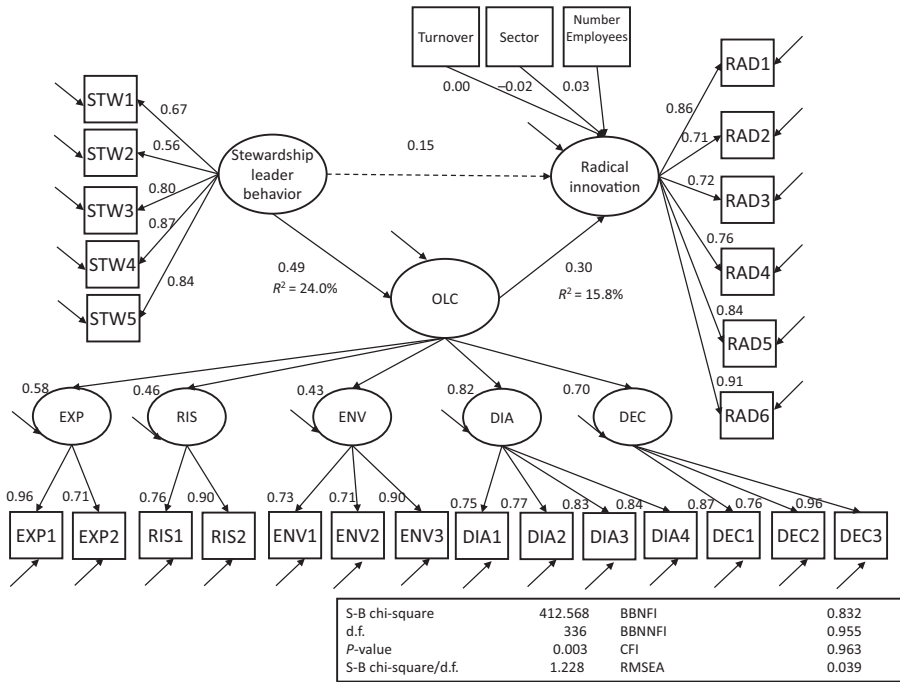 Turnover
Sector
Number
Employees
0.00
−0.02
0.03
STW1
STW2
STW3
STW4
STW5
0.67
0.56
0.80
0.87
0.84
Stewardship
leader
behavior
0.15
Radical
innovation
RAD1
RAD2
RAD3
RAD4
RAD5
RAD6
0.86
0.71
0.72
0.76
0.84
0.91
0.49
R² = 24.0%
OLC
0.30
R² = 15.8%
0.58
0.46
0.43
0.82
0.70
EXP
RIS
ENV
DIA
DEC
0.96
0.71
0.76
0.90
0.73
0.71
0.90
0.75
0.77
0.83
0.84
0.87
0.76
0.96
EXP1
EXP2
RIS1
RIS2
ENV1
ENV2
ENV3
DIA1
DIA2
DIA3
DIA4
DEC1
DEC2
DEC3
S-B chi-square 412.568 BBNFI 0.832
d.f. 336 BBNNFI 0.955
P-value 0.003 CFI 0.963
S-B chi-square/d.f. 1.228 RMSEA 0.039